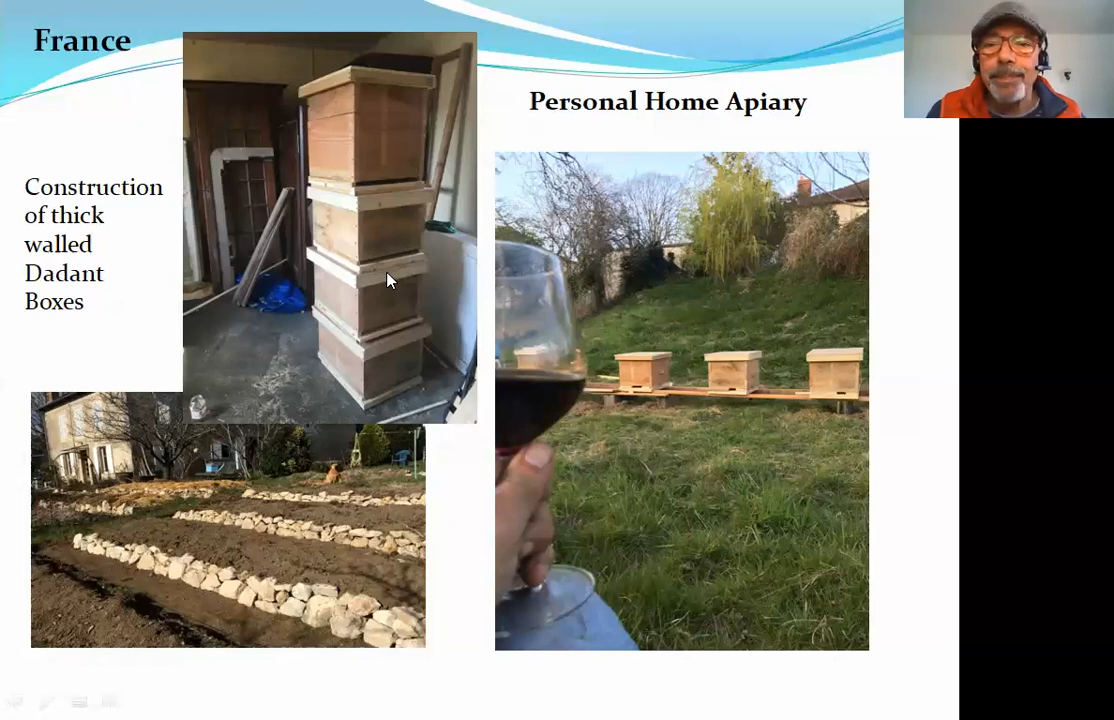 France
Personal Home Apiary
Construction
of thick
walled
Dadant
Boxes